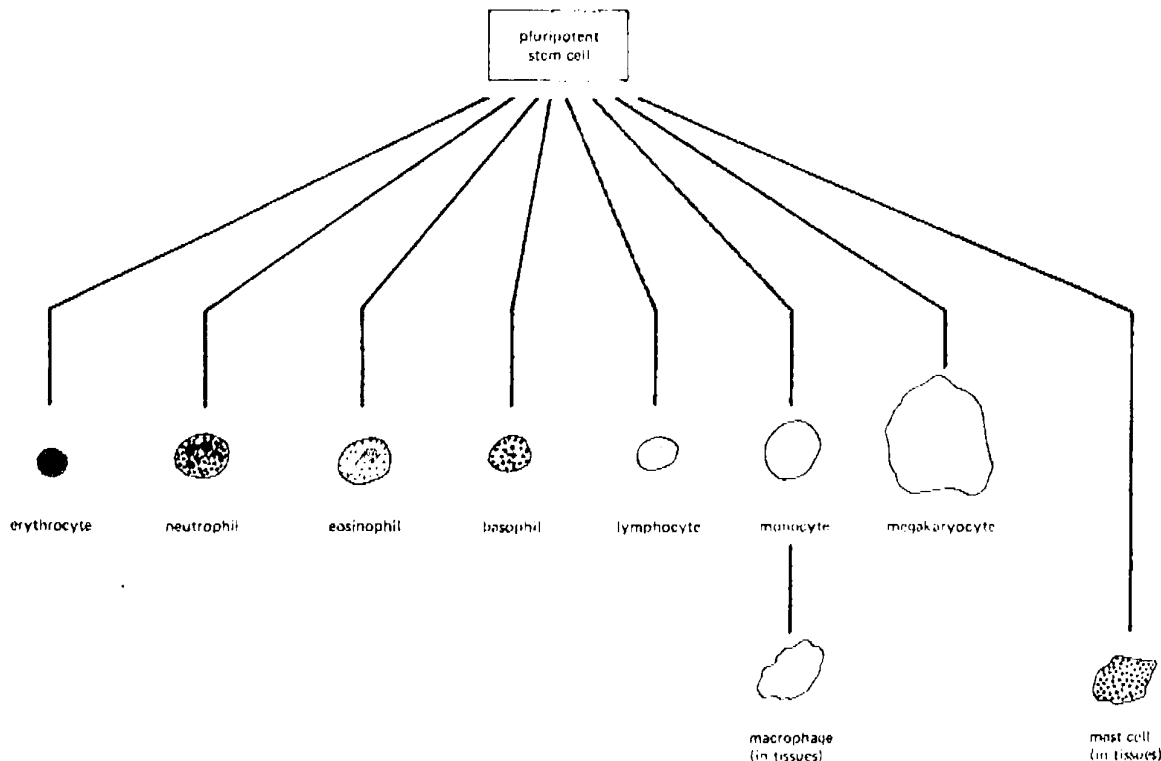 pluripotent
stem cell
erythrocyte neutrophil eosinophil basophil lymphocyte monocyte megakaryocyte
macrophage mast cell
(in tissues) (in tissues)